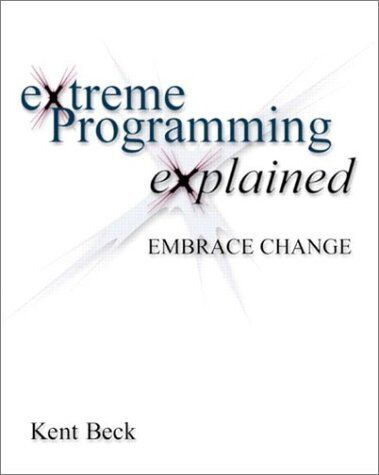 extreme
Programming
explained
EMBRACE CHANGE
Kent Beck